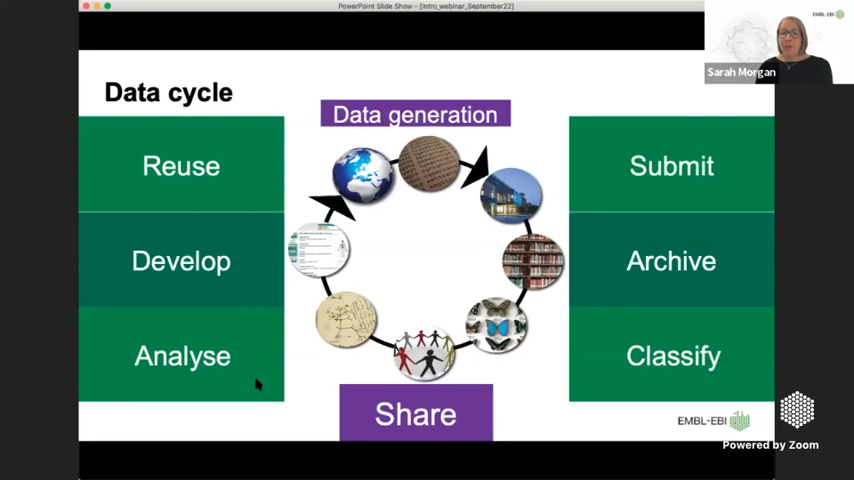 PowerPoint Slide Show – [Intro_webinar_September22]
EMBL-EBI
Sarah Morgan
Data cycle
Data generation
Reuse
Submit
Develop
Archive
Analyse
Classify
Share
EMBL-EBI
Powered by Zoom